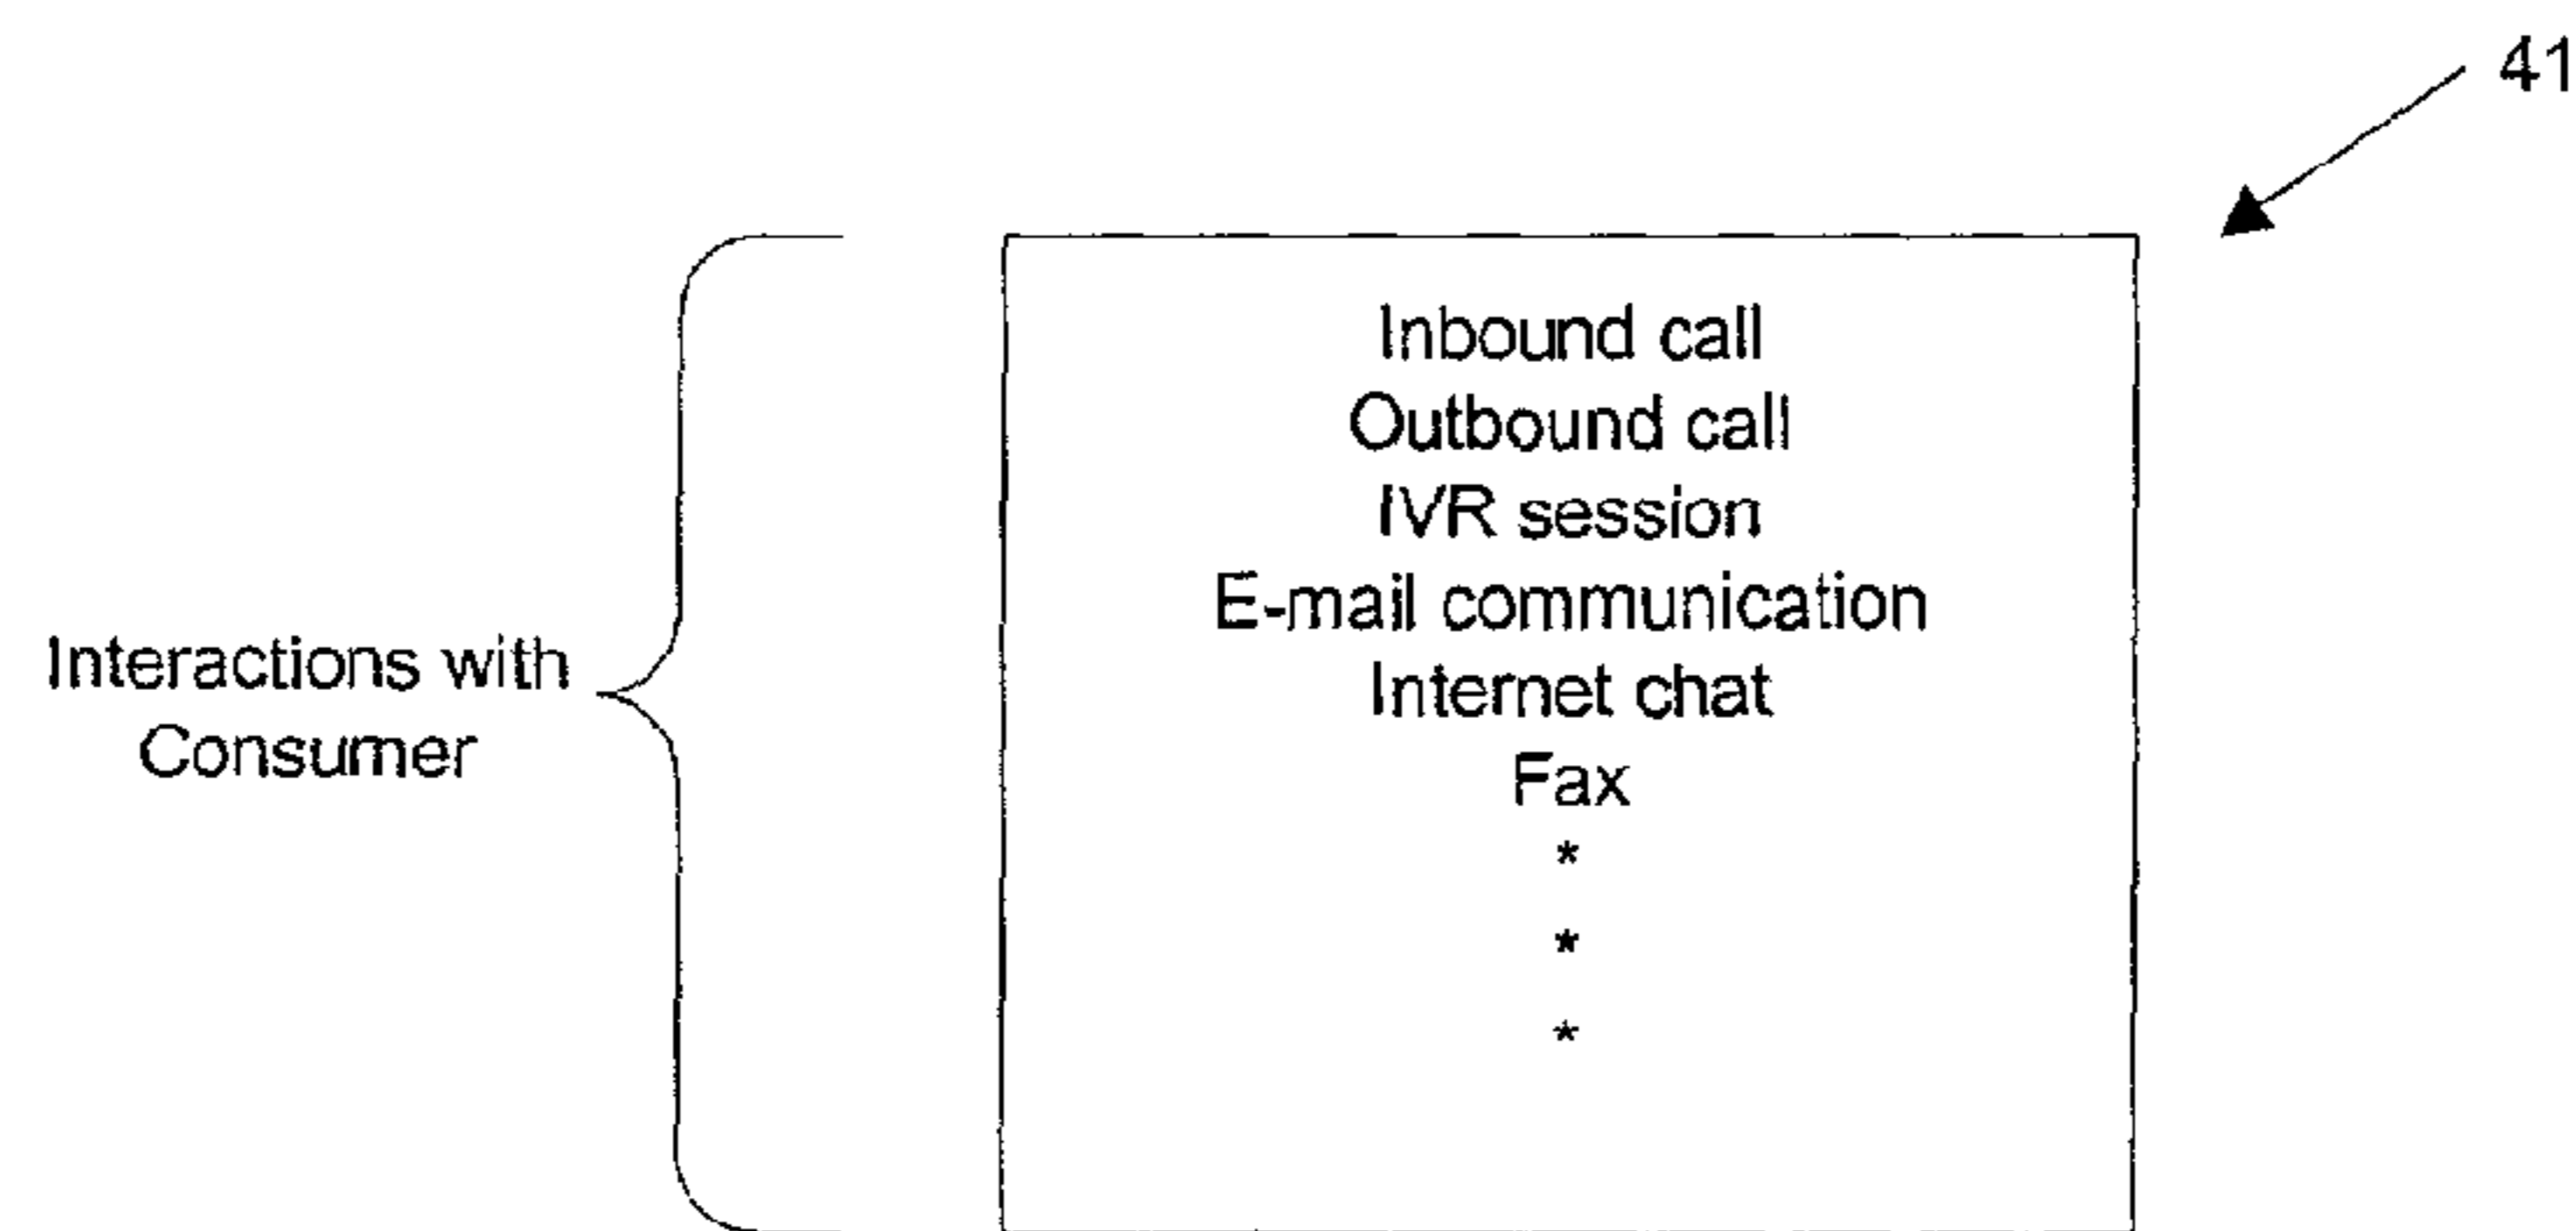 41
Inbound call
Outbound call
IVR session
E-mail communication
Internet chat
Fax
*
*
*
Interactions with
Consumer